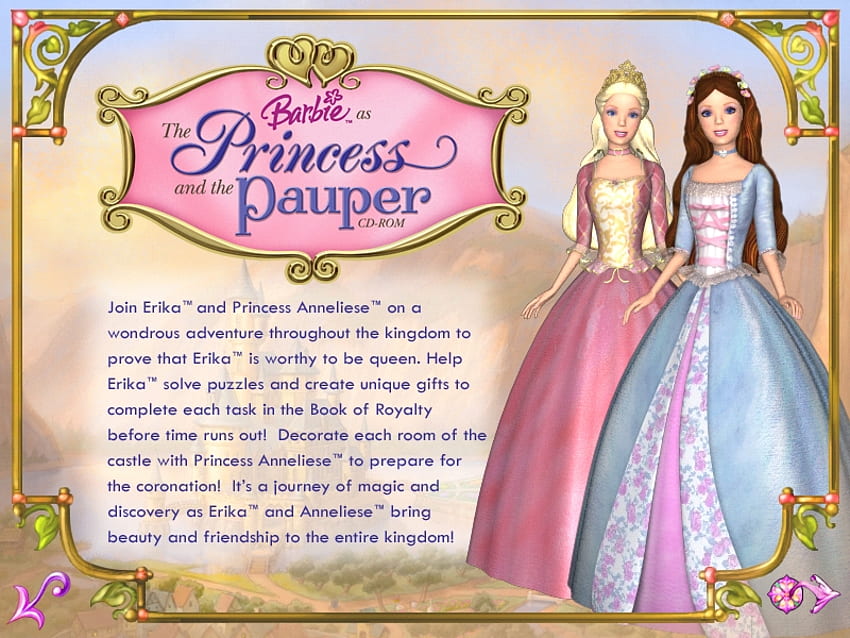 Barbie™ as
The Princess
and the Pauper
CD-ROM
Join Erika™ and Princess Anneliese™ on a
wondrous adventure throughout the kingdom to
prove that Erika™ is worthy to be queen. Help
Erika™ solve puzzles and create unique gifts to
complete each task in the Book of Royalty
before time runs out!  Decorate each room of the
castle with Princess Anneliese™ to prepare for
the coronation!  It's a journey of magic and
discovery as Erika™ and Anneliese™ bring
beauty and friendship to the entire kingdom!